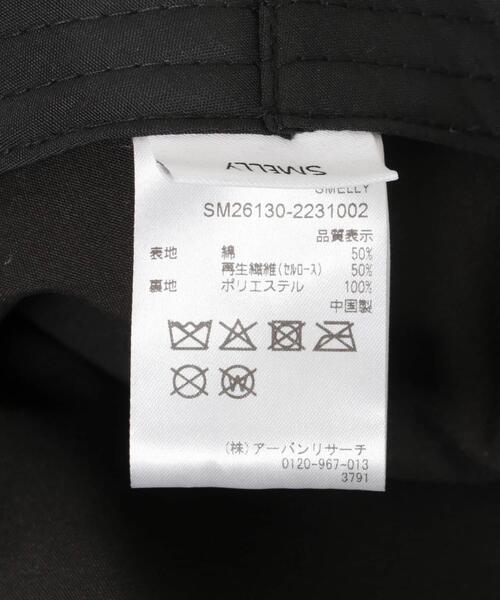 SMELLY
SMELLY
SM26130-2231002
品質表示
表地 綿 50%
再生繊維(セルロース) 50%
裏地 ポリエステル 100%
中国製
W
(株)アーバンリサーチ
0120-967-013
3791